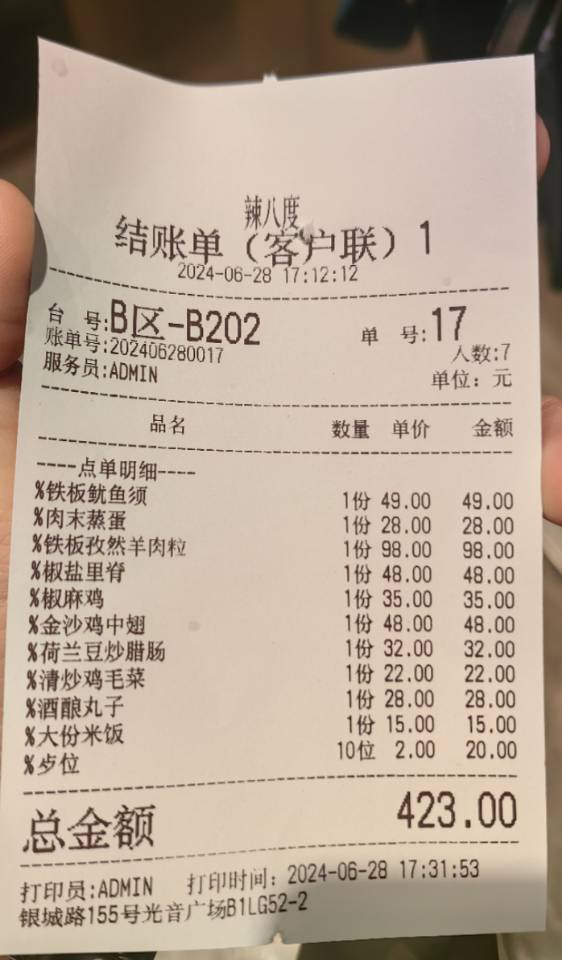 辣八度
结账单（客户联）1
2024-06-28 17:12:12
台 号:B区-B202 单 号:17
账单号:202406280017 人数:7
服务员:ADMIN 单位：元
品名 数量 单价 金额
----点单明细----
%铁板鱿鱼须 1份 49.00 49.00
%肉末蒸蛋 1份 28.00 28.00
%铁板孜然羊肉粒 1份 98.00 98.00
%椒盐里脊 1份 48.00 48.00
%椒麻鸡 1份 35.00 35.00
%金沙鸡中翅 1份 48.00 48.00
%荷兰豆炒腊肠 1份 32.00 32.00
%清炒鸡毛菜 1份 22.00 22.00
%酒酿丸子 1份 28.00 28.00
%大份米饭 1份 15.00 15.00
%歺位 10位 2.00 20.00
总金额 423.00
打印员:ADMIN 打印时间：2024-06-28 17:31:53
银城路155号光音广场B1LG52-2